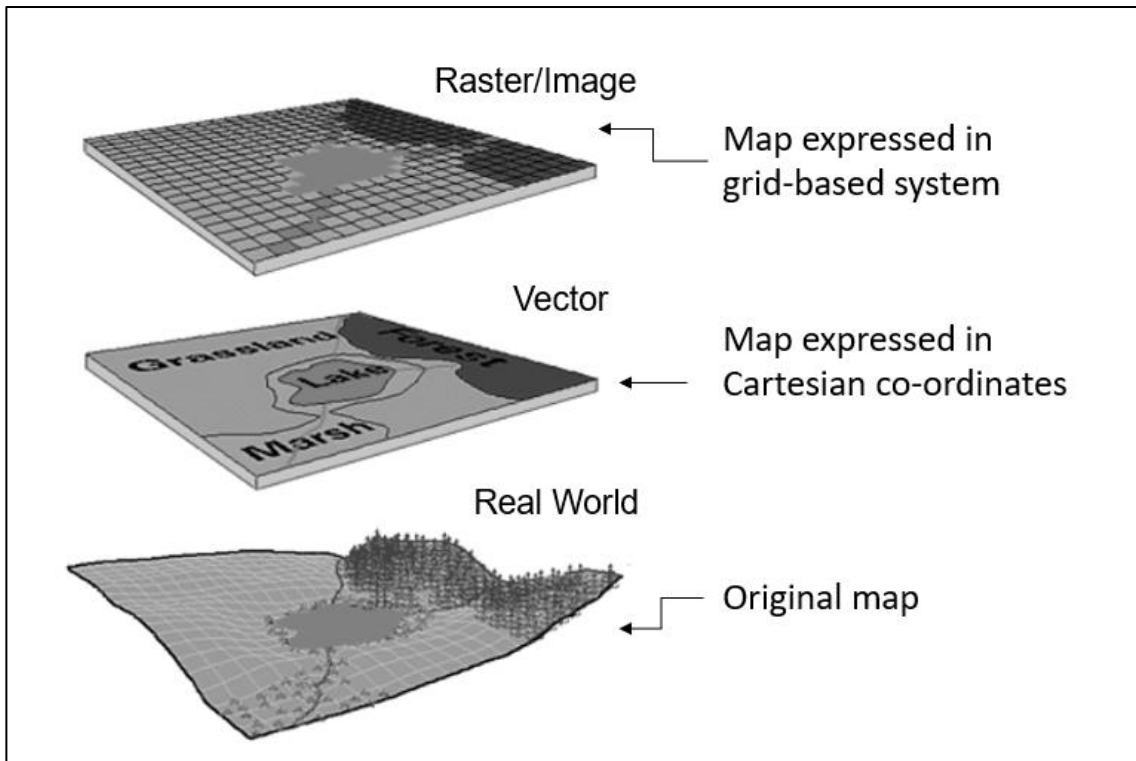 Raster/Image
Map expressed in
grid-based system
Vector
Grassland
Forest
Lake
Marsh
Map expressed in
Cartesian co-ordinates
Real World
Original map